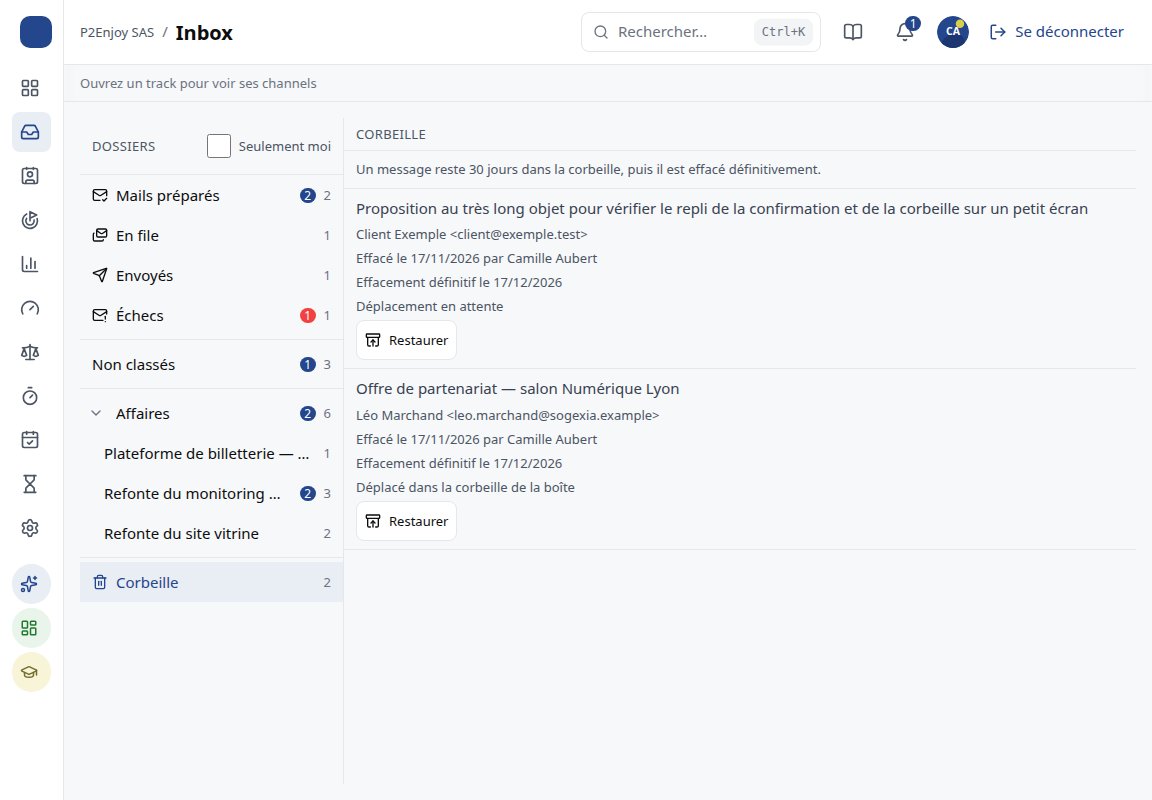 P2Enjoy SAS / Inbox
Rechercher... Ctrl+K
1
CA
Se déconnecter
Ouvrez un track pour voir ses channels
DOSSIERS
Seulement moi
Mails préparés 2 2
En file 1
Envoyés 1
Échecs 1 1
Non classés 1 3
Affaires 2 6
Plateforme de billetterie — ... 1
Refonte du monitoring ... 2 3
Refonte du site vitrine 2
Corbeille 2
CORBEILLE
Un message reste 30 jours dans la corbeille, puis il est effacé définitivement.
Proposition au très long objet pour vérifier le repli de la confirmation et de la corbeille sur un petit écran
Client Exemple <client@exemple.test>
Effacé le 17/11/2026 par Camille Aubert
Effacement définitif le 17/12/2026
Déplacement en attente
Restaurer
Offre de partenariat — salon Numérique Lyon
Léo Marchand <leo.marchand@sogexia.example>
Effacé le 17/11/2026 par Camille Aubert
Effacement définitif le 17/12/2026
Déplacé dans la corbeille de la boîte
Restaurer